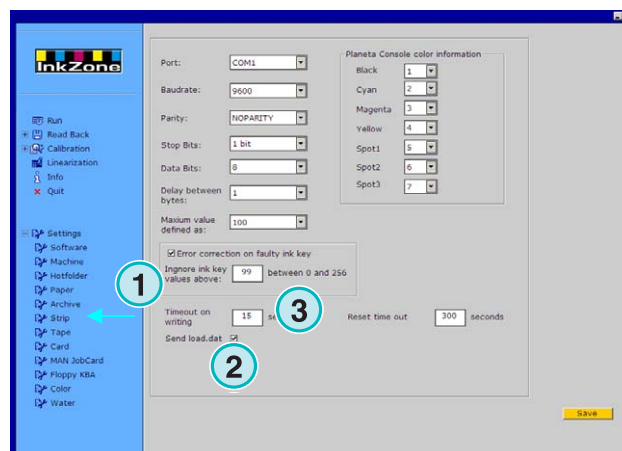 InkZone
Run
Read Back
Calibration
Linearization
Info
Quit
Settings
Software
Machine
Hotfolder
Paper
Archive
Strip
Tape
Card
MAN JobCard
Floppy KBA
Color
Water
1
Port: COM1
Baudrate: 9600
Parity: NOPARITY
Stop Bits: 1 bit
Data Bits: 8
Delay between bytes: 1
Maxium value
defined as: 100
Planeta Console color information
Black 1
Cyan 2
Magenta 3
Yellow 4
Spot1 5
Spot2 6
Spot3 7
Error correction on faulty ink key
Ingnore ink key
values above: 99 between 0 and 256
Timeout on
writing 15 se
3
Reset time out 300 seconds
Send load.dat
2
Save